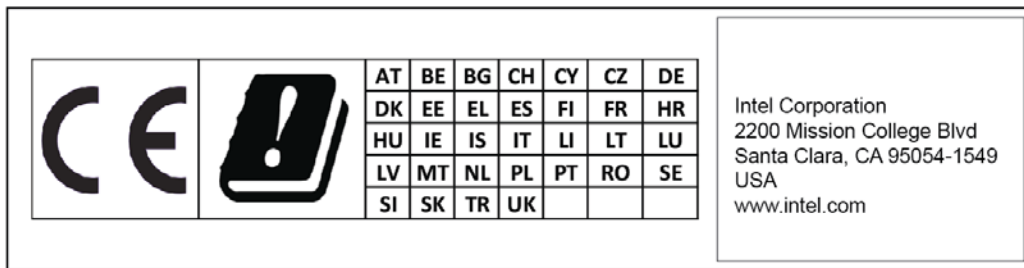 CE
!
AT BE BG CH CY CZ DE
DK EE EL ES FI FR HR
HU IE IS IT LI LT LU
LV MT NL PL PT RO SE
SI SK TR UK
Intel Corporation
2200 Mission College Blvd
Santa Clara, CA 95054-1549
USA
www.intel.com